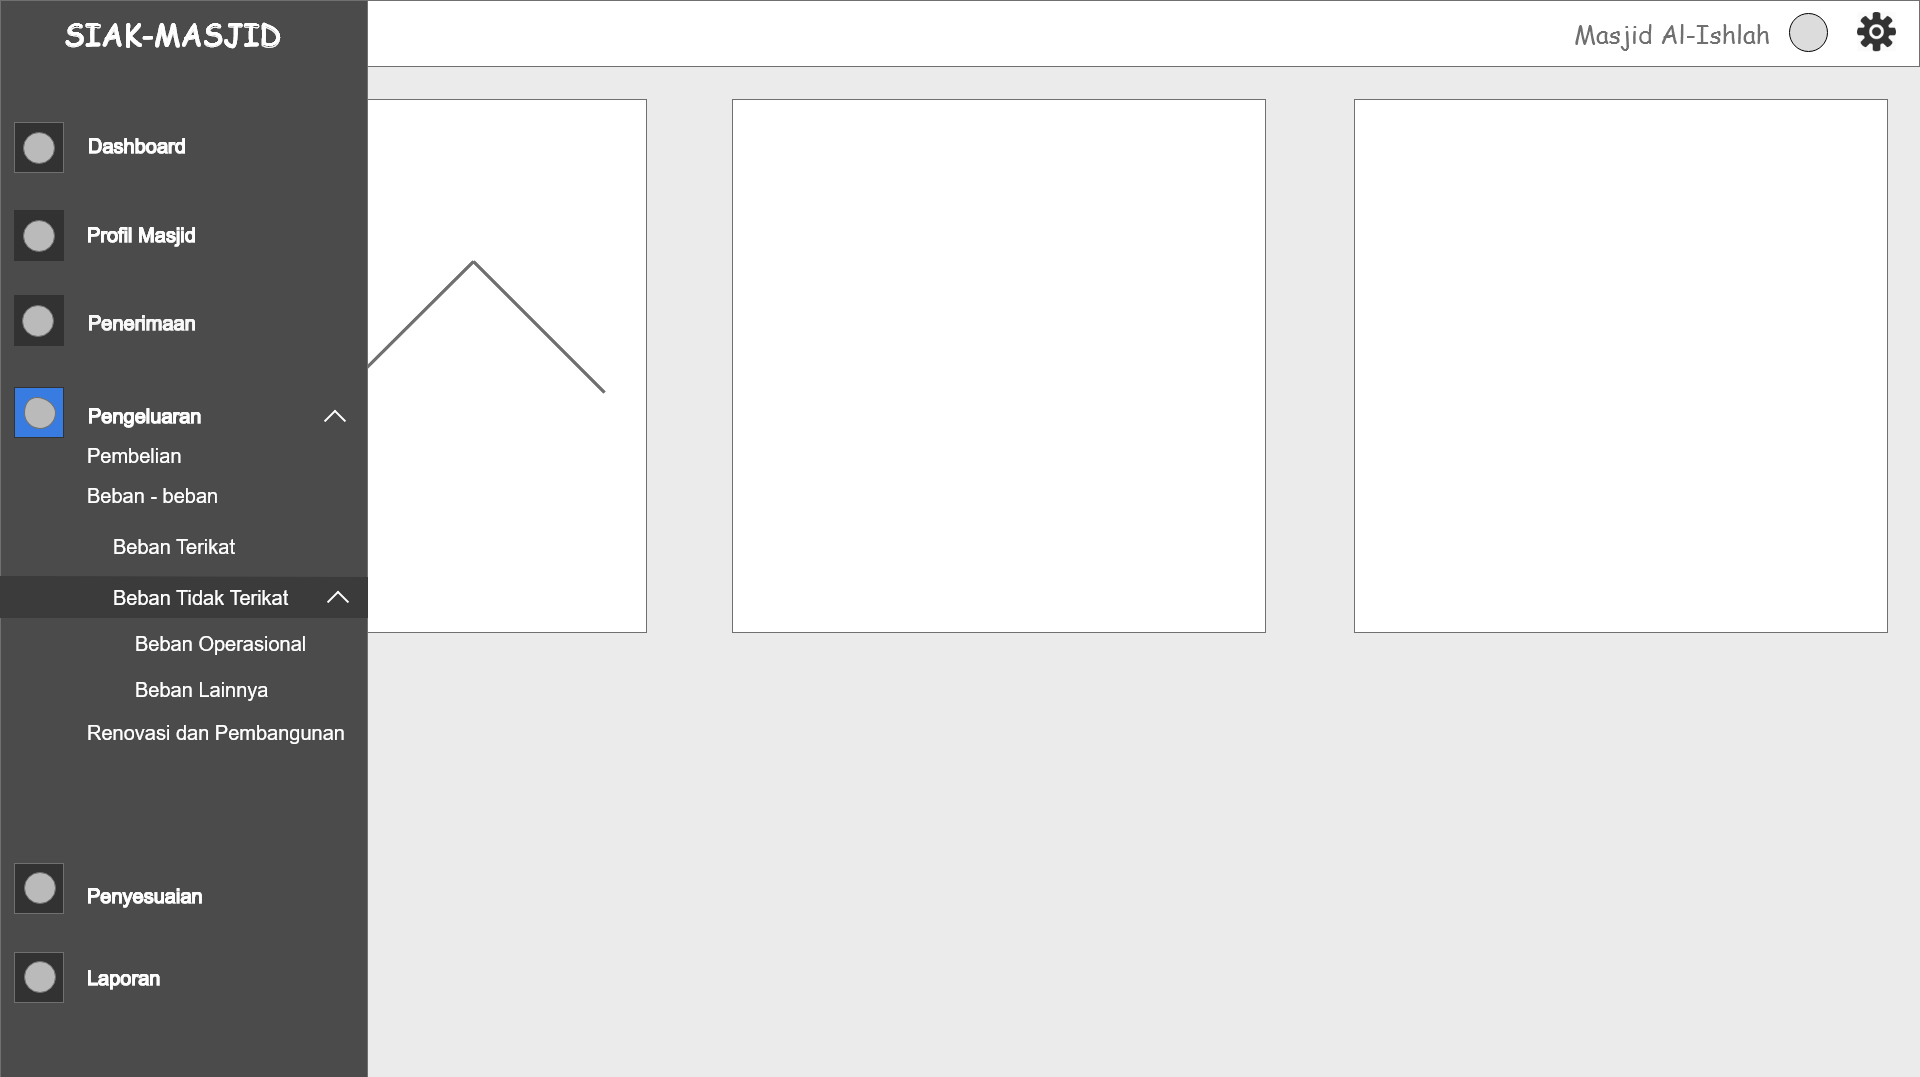 SIAK-MASJID
Masjid Al-Ishlah
Dashboard
Profil Masjid
Penerimaan
Pengeluaran
Pembelian
Beban - beban
Beban Terikat
Beban Tidak Terikat
Beban Operasional
Beban Lainnya
Renovasi dan Pembangunan
Penyesuaian
Laporan